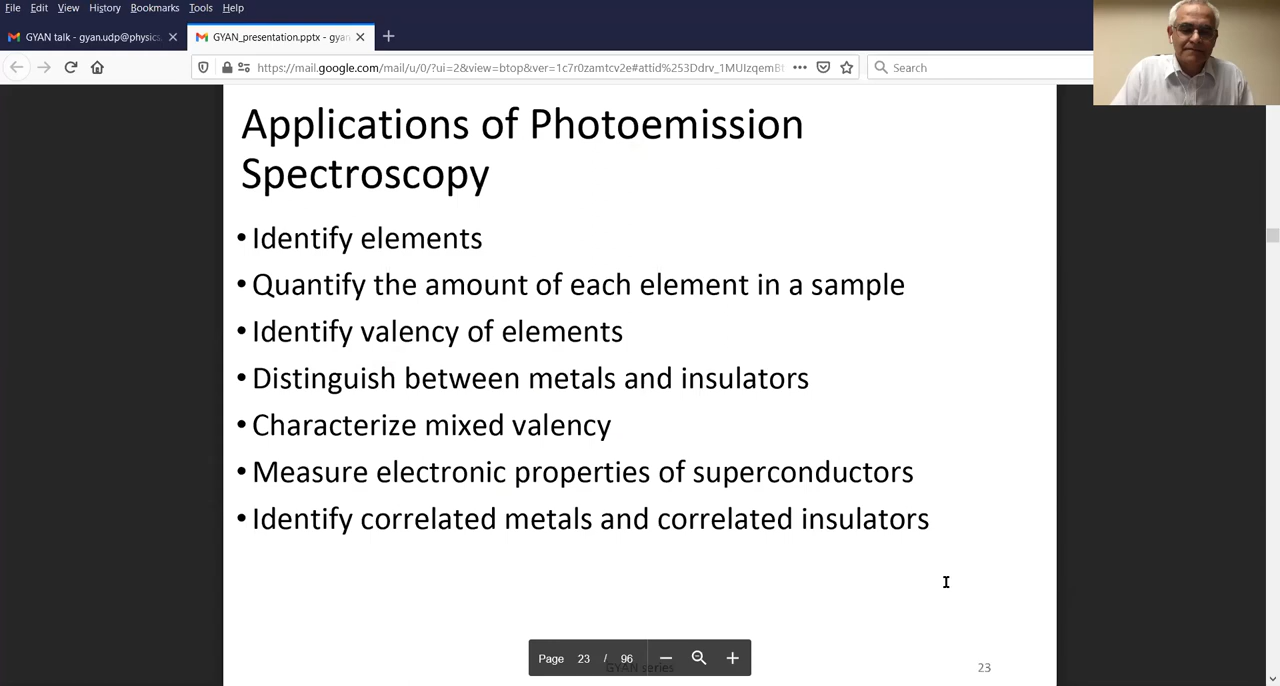 File Edit View History Bookmarks Tools Help
GYAN talk - gyan.udp@physics. GYAN_presentation.pptx - gyan
https://mail.google.com/mail/u/0/?ui=2&view=btop&ver=1c7r0zamtcv2e#attid%253Ddrv_1MUIzqemBt Search
Applications of Photoemission
Spectroscopy
• Identify elements
• Quantify the amount of each element in a sample
• Identify valency of elements
• Distinguish between metals and insulators
• Characterize mixed valency
• Measure electronic properties of superconductors
• Identify correlated metals and correlated insulators
Page 23 / 96
GYAN series 23